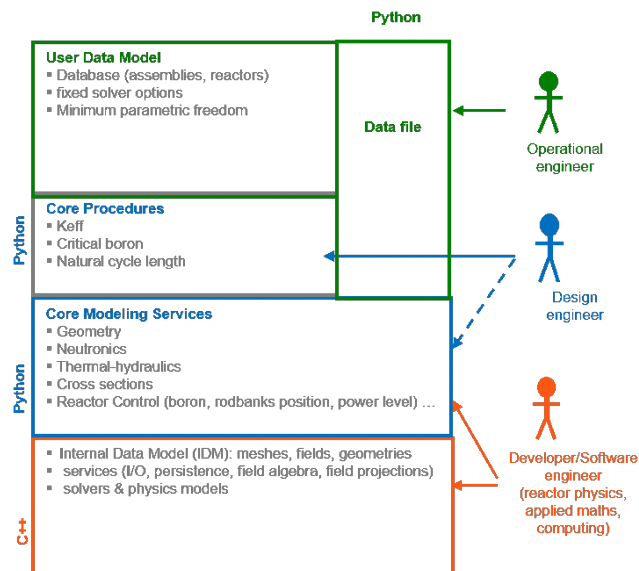 Python
User Data Model
▪ Database (assemblies, reactors)
▪ fixed solver options
▪ Minimum parametric freedom
Data file
Operational
engineer
Python
Core Procedures
▪ Keff
▪ Critical boron
▪ Natural cycle length
Design
engineer
Python
Core Modeling Services
▪ Geometry
▪ Neutronics
▪ Thermal-hydraulics
▪ Cross sections
▪ Reactor Control (boron, rodbanks position, power level) ...
C++
▪ Internal Data Model (IDM): meshes, fields, geometries
▪ services (I/O, persistence, field algebra, field projections)
▪ solvers & physics models
Developer/Software
engineer
(reactor physics,
applied maths,
computing)